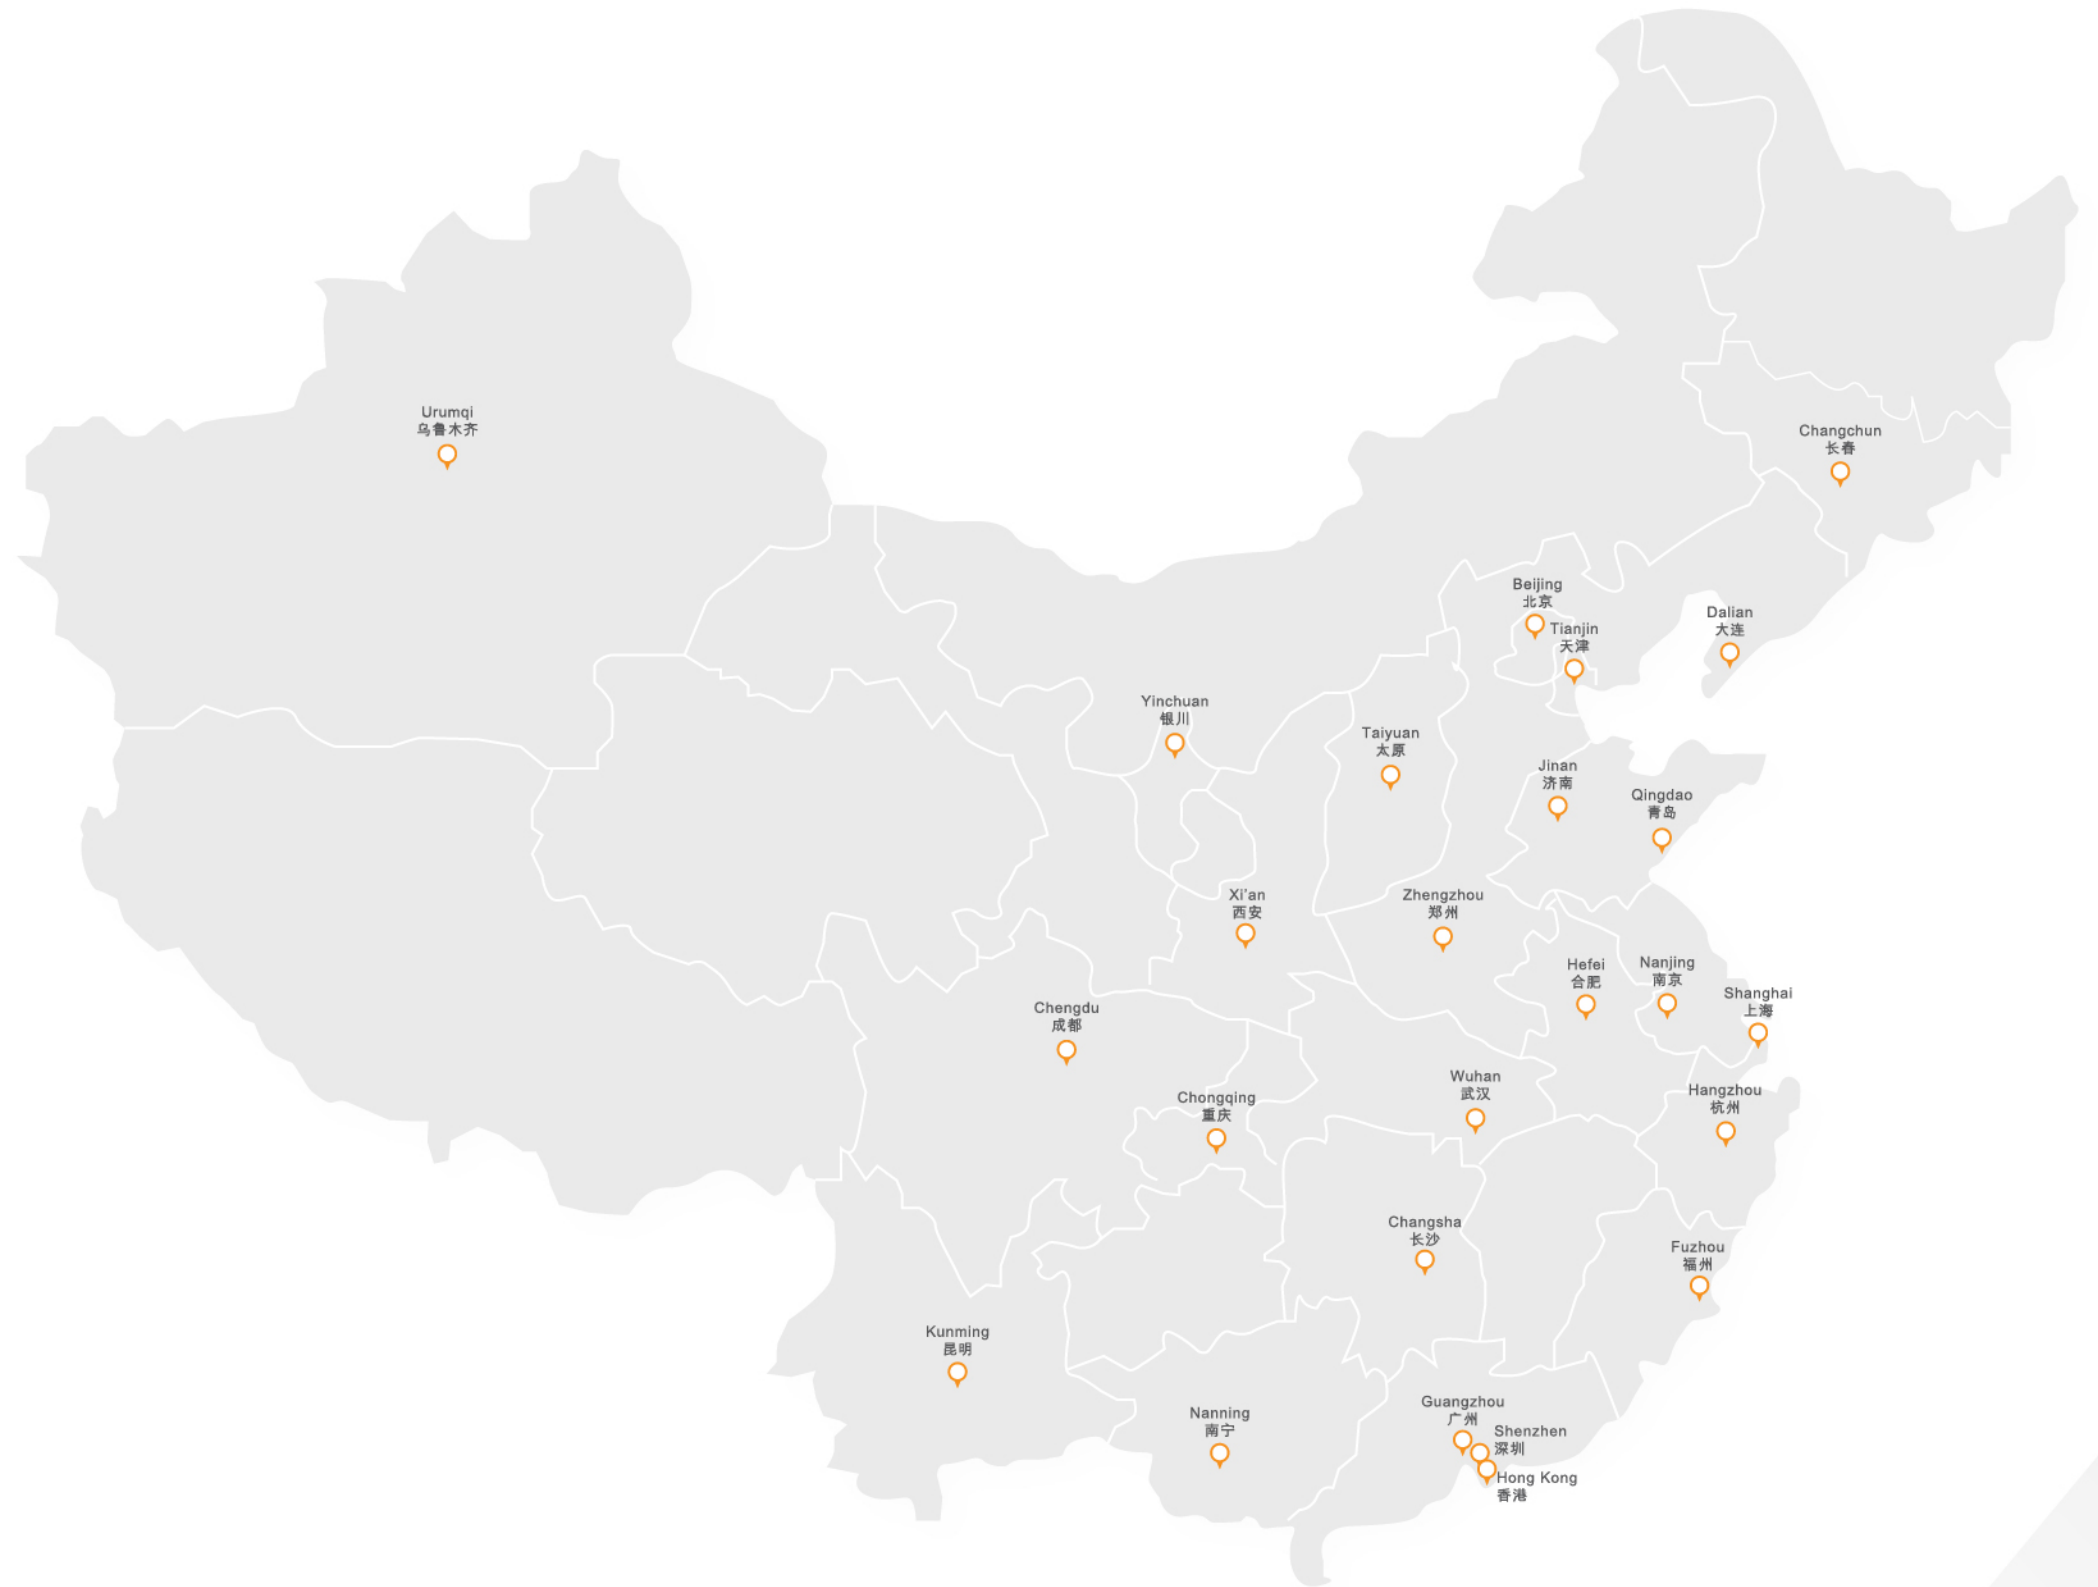 Urumqi
乌鲁木齐
Changchun
长春
Beijing
北京
Dalian
大连
Tianjin
天津
Yinchuan
银川
Taiyuan
太原
Jinan
济南
Qingdao
青岛
Xi'an
西安
Zhengzhou
郑州
Hefei
合肥
Nanjing
南京
Shanghai
上海
Chengdu
成都
Wuhan
武汉
Hangzhou
杭州
Chongqing
重庆
Changsha
长沙
Fuzhou
福州
Kunming
昆明
Guangzhou
广州
Nanning
南宁
Shenzhen
深圳
Hong Kong
香港